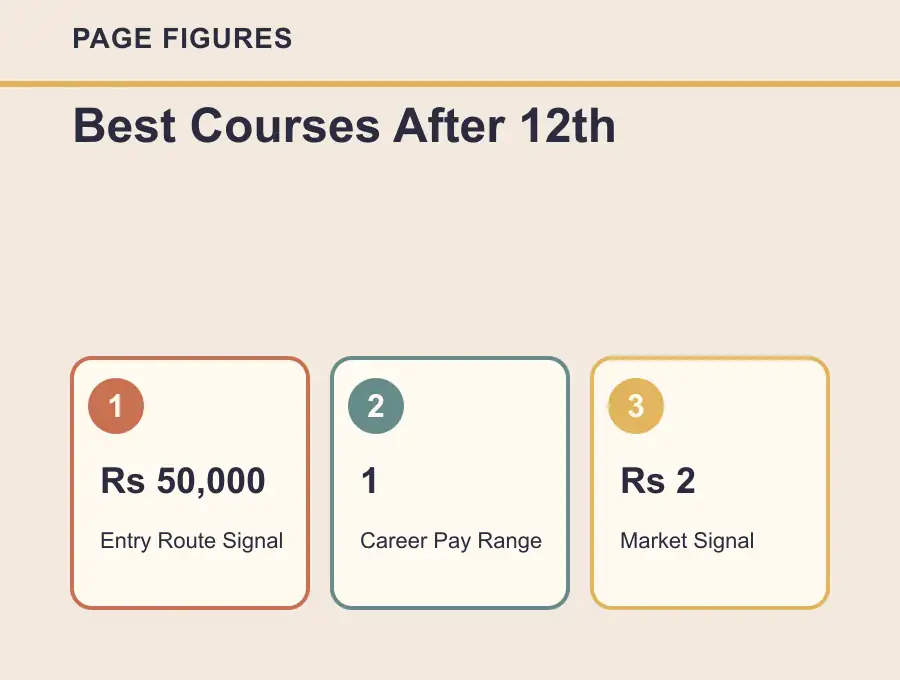 PAGE FIGURES
Best Courses After 12th
1
Rs 50,000
Entry Route Signal
2
1
Career Pay Range
3
Rs 2
Market Signal